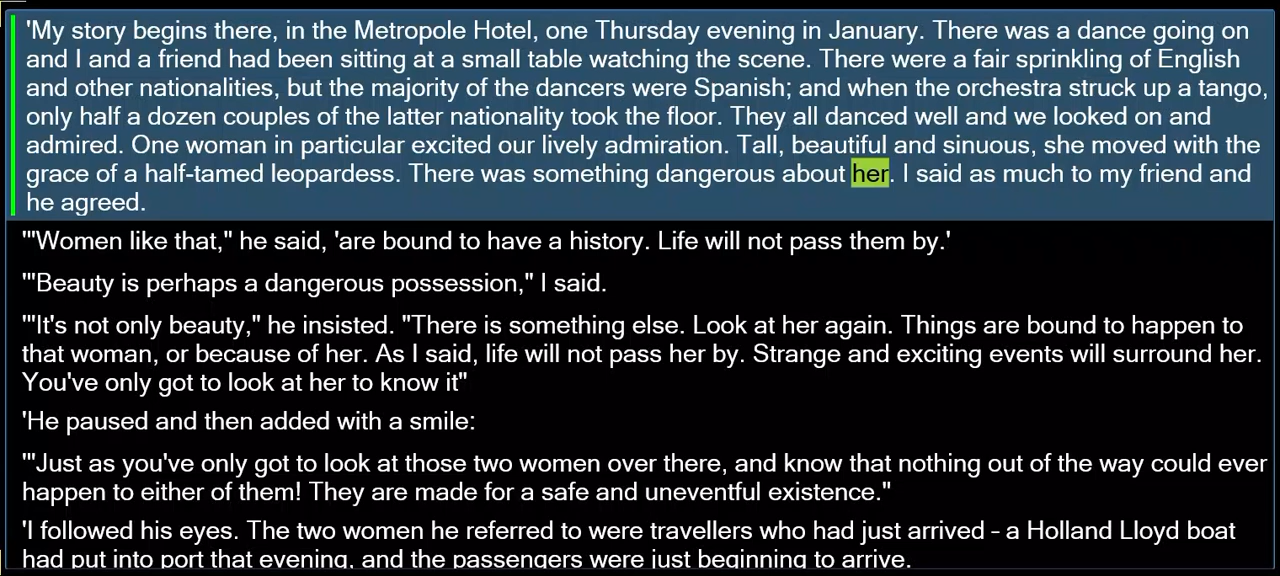 'My story begins there, in the Metropole Hotel, one Thursday evening in January. There was a dance going on
and I and a friend had been sitting at a small table watching the scene. There were a fair sprinkling of English
and other nationalities, but the majority of the dancers were Spanish; and when the orchestra struck up a tango,
only half a dozen couples of the latter nationality took the floor. They all danced well and we looked on and
admired. One woman in particular excited our lively admiration. Tall, beautiful and sinuous, she moved with the
grace of a half-tamed leopardess. There was something dangerous about her. I said as much to my friend and
he agreed.
'"Women like that," he said, 'are bound to have a history. Life will not pass them by.'
'"Beauty is perhaps a dangerous possession," I said.
'"It's not only beauty," he insisted. "There is something else. Look at her again. Things are bound to happen to
that woman, or because of her. As I said, life will not pass her by. Strange and exciting events will surround her.
You've only got to look at her to know it"
'He paused and then added with a smile:
'"Just as you've only got to look at those two women over there, and know that nothing out of the way could ever
happen to either of them! They are made for a safe and uneventful existence."
'I followed his eyes. The two women he referred to were travellers who had just arrived – a Holland Lloyd boat
had put into port that evening, and the passengers were just beginning to arrive.